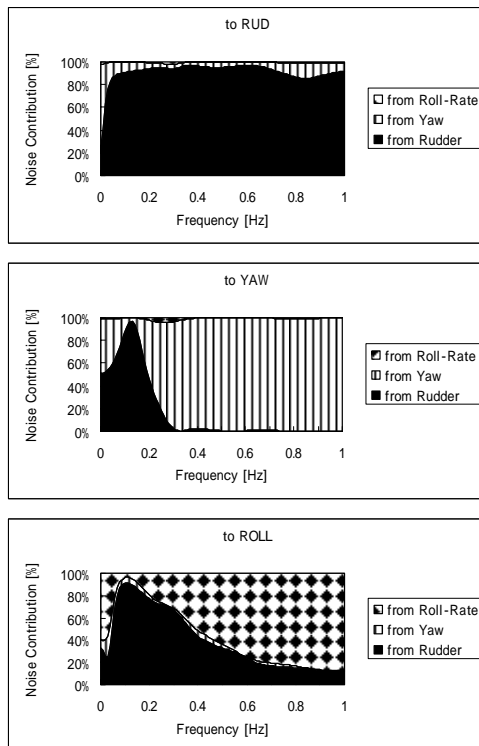 to RUD
Noise Contribution [%]
100%
80%
60%
40%
20%
0%
0 0.2 0.4 0.6 0.8 1
Frequency [Hz]
from Roll-Rate
from Yaw
from Rudder
to YAW
Noise Contribution [%]
100%
80%
60%
40%
20%
0%
0 0.2 0.4 0.6 0.8 1
Frequency [Hz]
from Roll-Rate
from Yaw
from Rudder
to ROLL
Noise Contribution [%]
100%
80%
60%
40%
20%
0%
0 0.2 0.4 0.6 0.8 1
Frequency [Hz]
from Roll-Rate
from Yaw
from Rudder